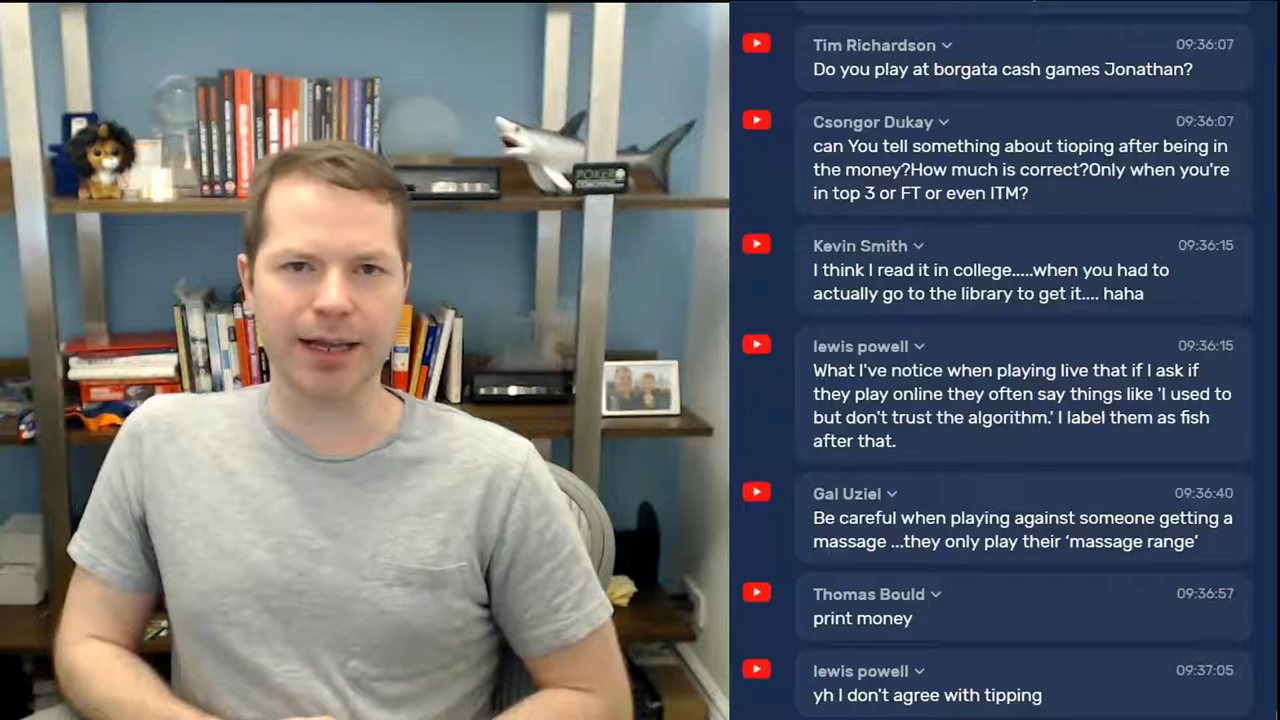 POKER
COACHING
Tim Richardson
09:36:07
Do you play at borgata cash games Jonathan?
Csongor Dukay
09:36:07
can You tell something about tioping after being in
the money?How much is correct?Only when you're
in top 3 or FT or even ITM?
Kevin Smith
09:36:15
I think I read it in college.....when you had to
actually go to the library to get it.... haha
lewis powell
09:36:15
What I've notice when playing live that if I ask if
they play online they often say things like 'I used to
but don't trust the algorithm.' I label them as fish
after that.
Gal Uziel
09:36:40
Be careful when playing against someone getting a
massage ...they only play their ‘massage range’
Thomas Bould
09:36:57
print money
lewis powell
09:37:05
yh I don't agree with tipping